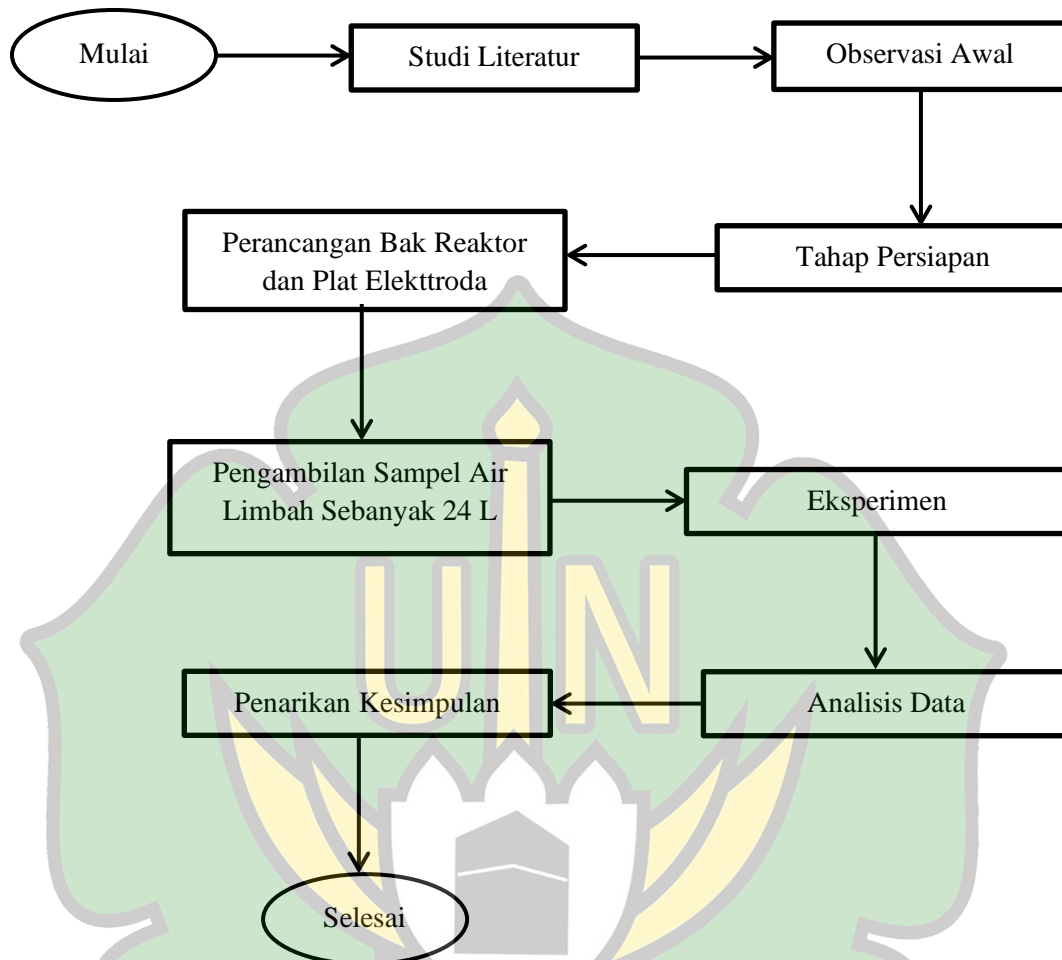 Mulai
Studi Literatur
Observasi Awal
Tahap Persiapan
Perancangan Bak Reaktor
dan Plat Elekttroda
Pengambilan Sampel Air
Limbah Sebanyak 24 L
Eksperimen
Analisis Data
Penarikan Kesimpulan
Selesai
UIN